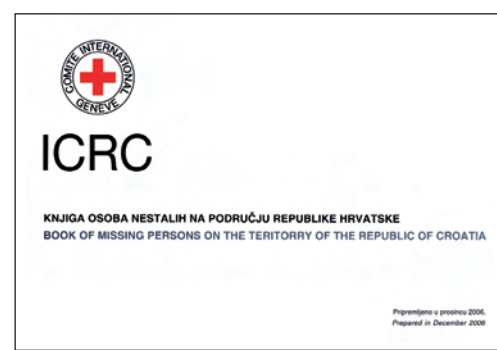 COMITE INTERNATIONAL
GENEVE
ICRC
KNJIGA OSOBA NESTALIH NA PODRUČJU REPUBLIKE HRVATSKE
BOOK OF MISSING PERSONS ON THE TERITORRY OF THE REPUBLIC OF CROATIA
Pripremljeno u prosincu 2006.
Prepared in December 2006